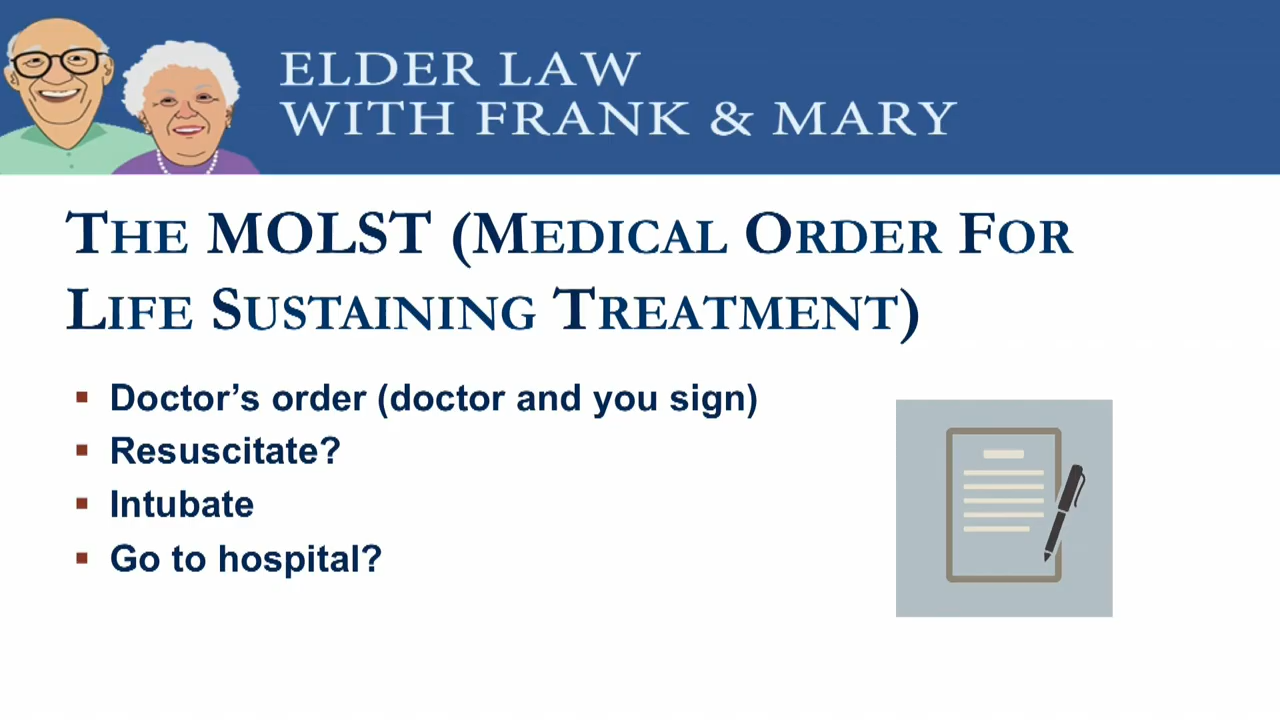 ELDER LAW
WITH FRANK & MARY
THE MOLST (MEDICAL ORDER FOR
LIFE SUSTAINING TREATMENT)
▪ Doctor’s order (doctor and you sign)
▪ Resuscitate?
▪ Intubate
▪ Go to hospital?